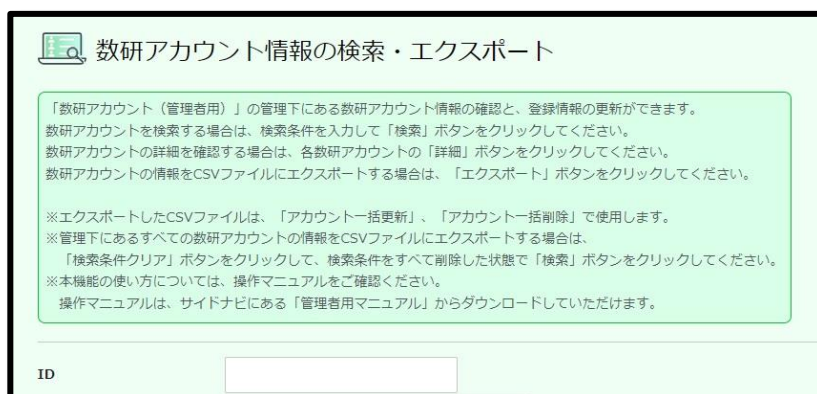 数研アカウント情報の検索・エクスポート
「数研アカウント（管理者用）」の管理下にある数研アカウント情報の確認と、登録情報の更新ができます。
数研アカウントを検索する場合は、検索条件を入力して「検索」ボタンをクリックしてください。
数研アカウントの詳細を確認する場合は、各数研アカウントの「詳細」ボタンをクリックしてください。
数研アカウントの情報をCSVファイルにエクスポートする場合は、「エクスポート」ボタンをクリックしてください。
※エクスポートしたCSVファイルは、「アカウント一括更新」、「アカウント一括削除」で使用します。
※管理下にあるすべての数研アカウントの情報をCSVファイルにエクスポートする場合は、
「検索条件クリア」ボタンをクリックして、検索条件をすべて削除した状態で「検索」ボタンをクリックしてください。
※本機能の使い方については、操作マニュアルをご確認ください。
操作マニュアルは、サイドナビにある「管理者用マニュアル」からダウンロードしていただけます。
ID